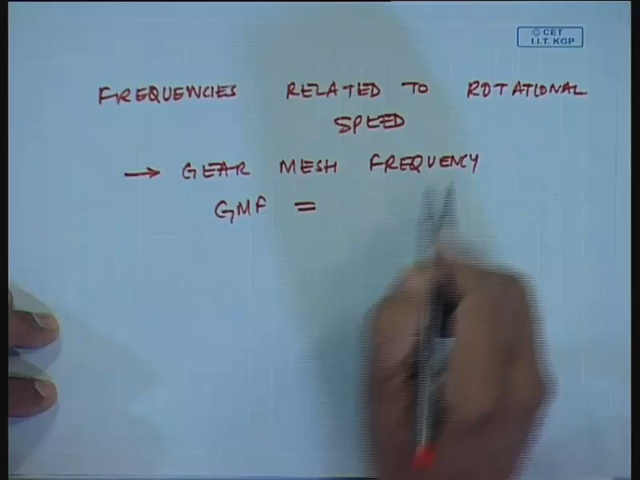 © CET
I.I.T. KGP
FREQUENCIES RELATED TO ROTATIONAL
SPEED
→ GEAR MESH FREQUENCY
GMF =